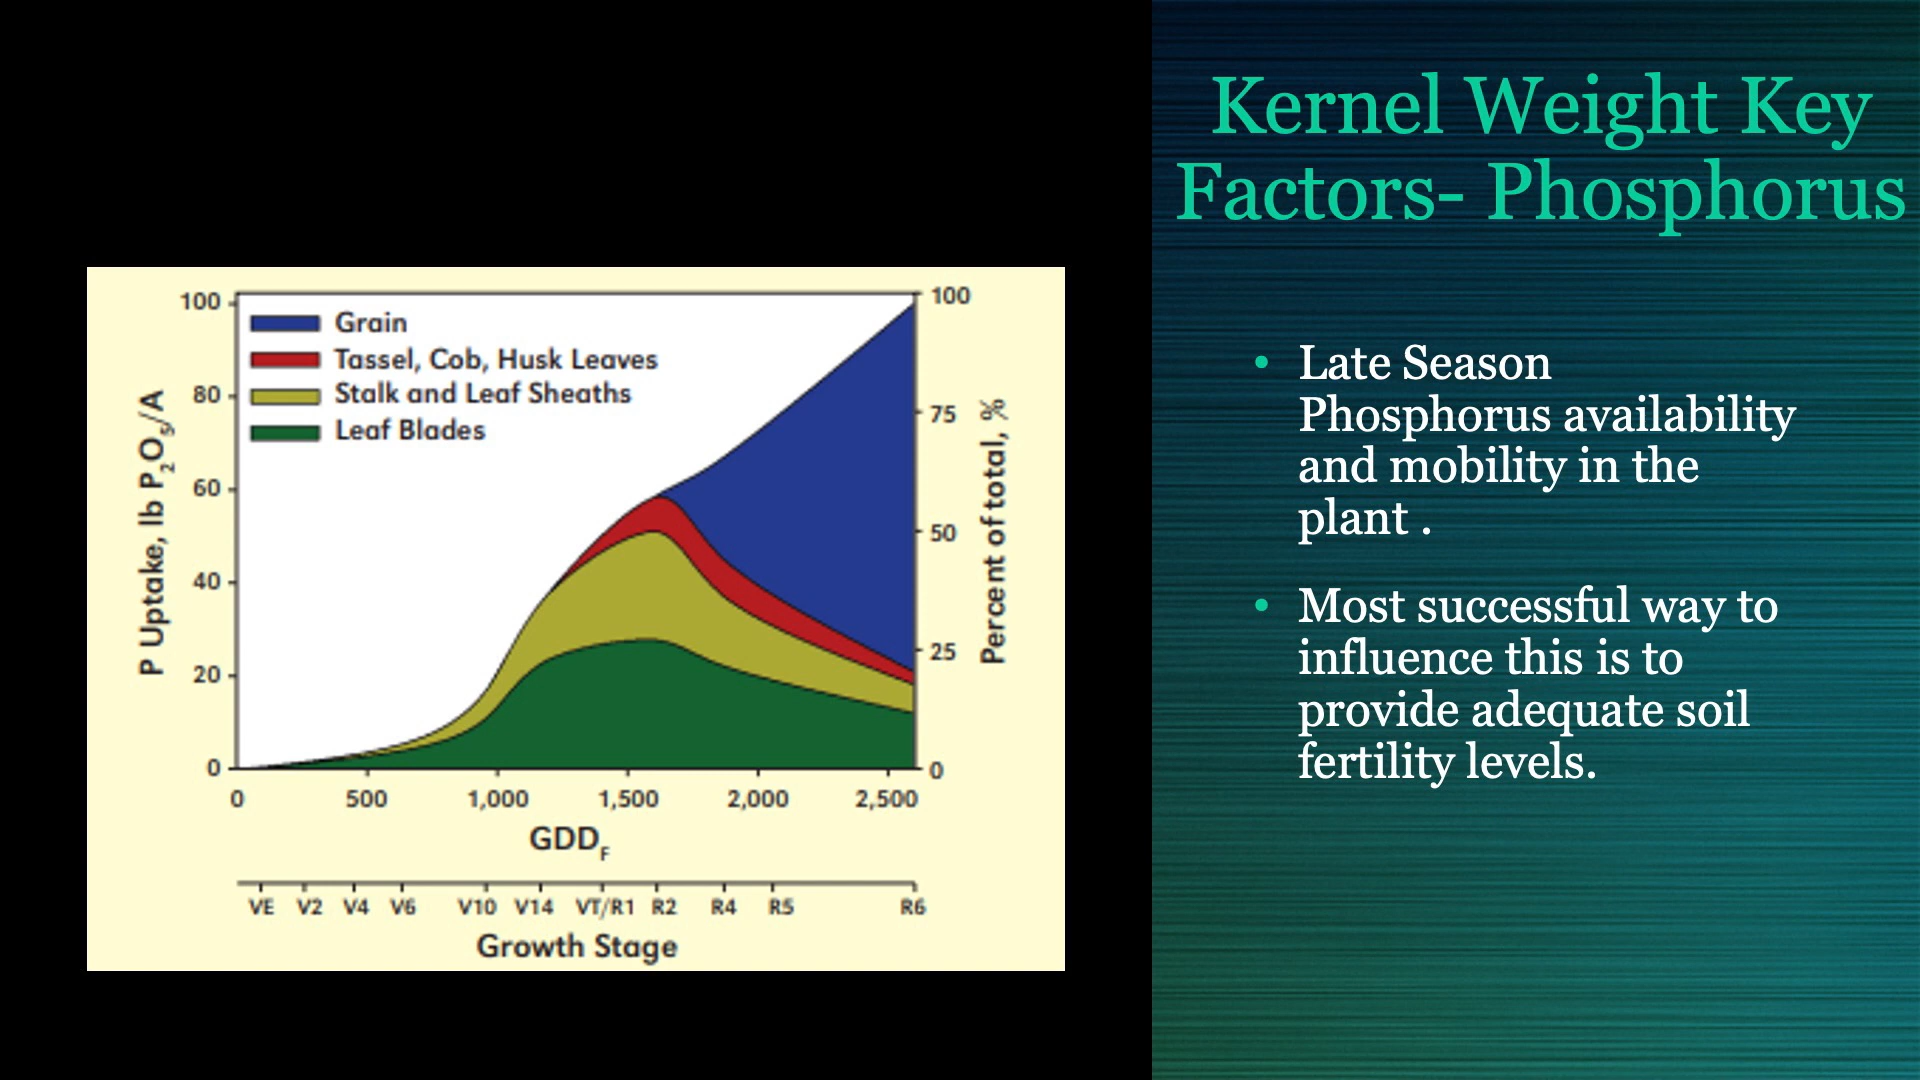 Kernel Weight Key
Factors- Phosphorus
100
80
60
40
20
0
P Uptake, lb P₂O₅/A
Grain
Tassel, Cob, Husk Leaves
Stalk and Leaf Sheaths
Leaf Blades
100
75
50
25
0
Percent of total, %
0 500 1,000 1,500 2,000 2,500
GDD_F
VE V2 V4 V6 V10 V14 VT/R1 R2 R4 R5 R6
Growth Stage
• Late Season
Phosphorus availability
and mobility in the
plant .
• Most successful way to
influence this is to
provide adequate soil
fertility levels.